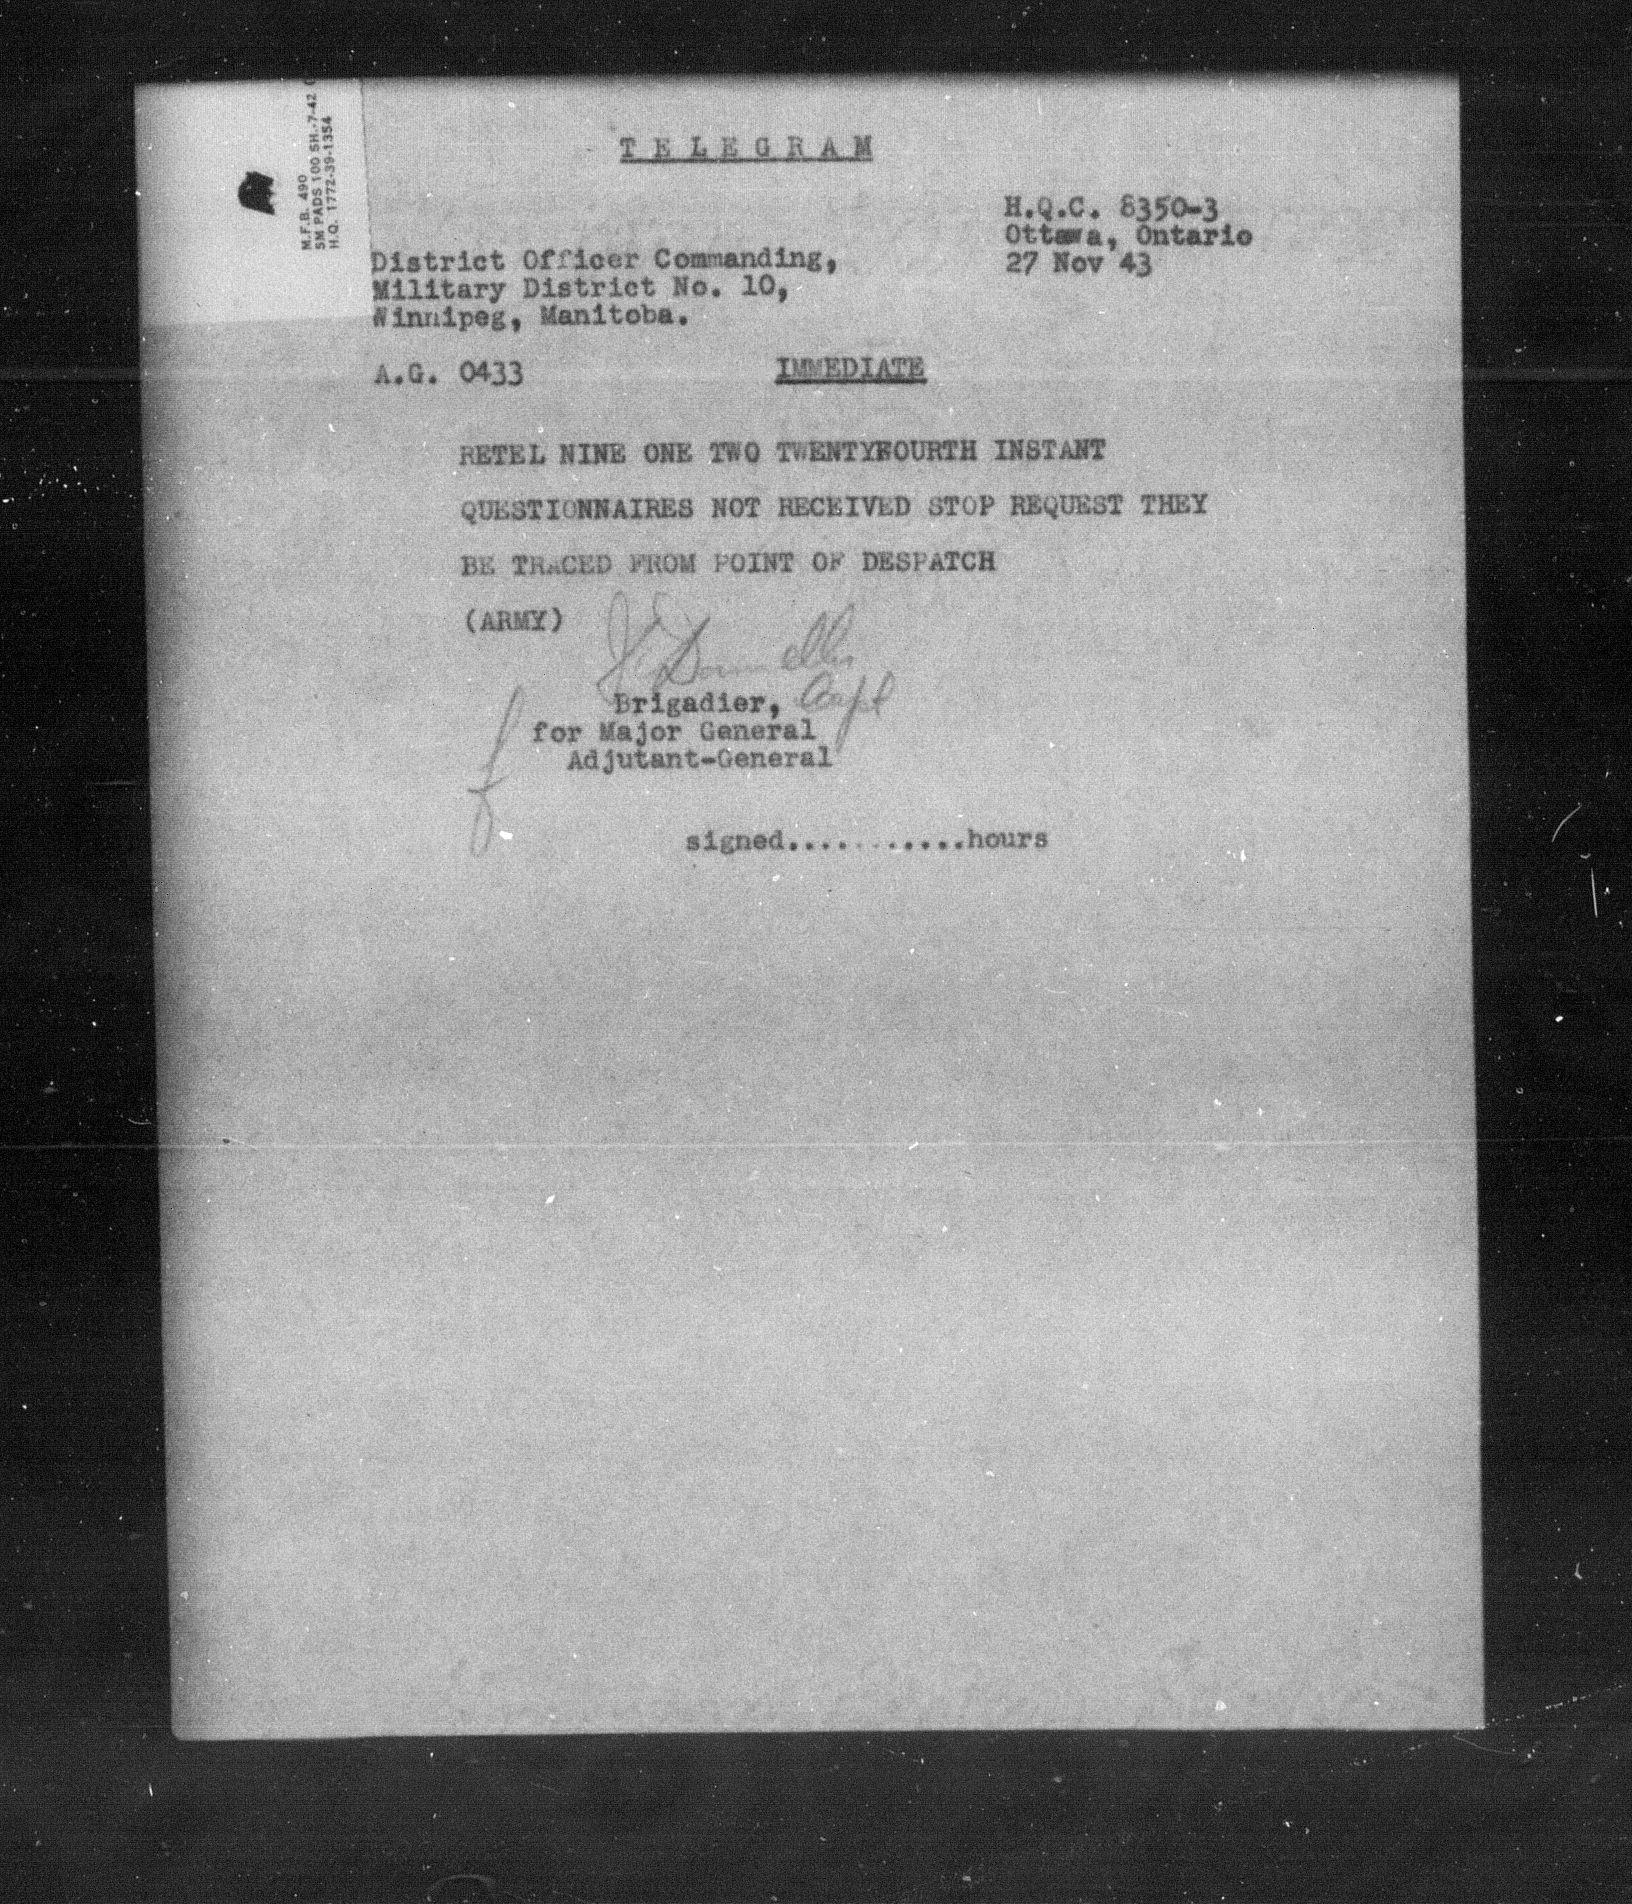 M.F.B. 490
5M PADS 100 SH.-7-42
H.Q. 1772-39-1354
T E L E G R A M
H.Q.C. 8350-3
Ottawa, Ontario
27 Nov 43
District Officer Commanding,
Military District No. 10,
Winnipeg, Manitoba.
A.G. 0433 IMMEDIATE
RETEL NINE ONE TWO TWENTYFOURTH INSTANT
QUESTIONNAIRES NOT RECEIVED STOP REQUEST THEY
BE TRACED FROM POINT OF DESPATCH
(ARMY)
Brigadier, Capt
for Major General
Adjutant-General
signed...........hours